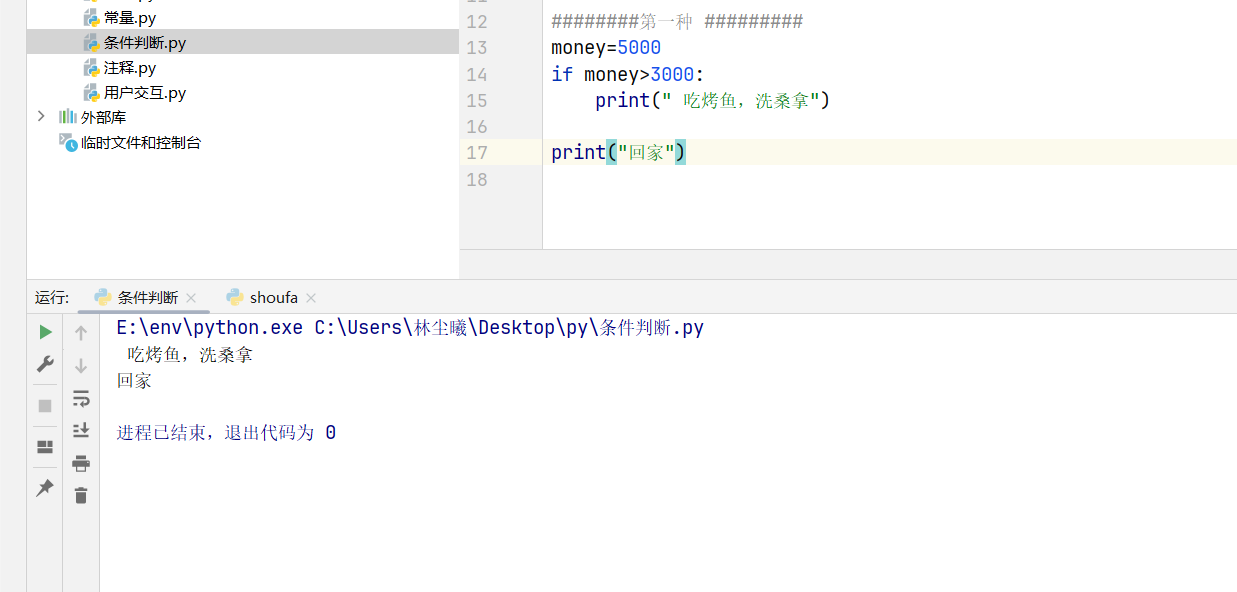 常量.py
条件判断.py
注释.py
用户交互.py
外部库
临时文件和控制台
12 ########第一种 #########
13 money=5000
14 if money>3000:
15     print(" 吃烤鱼，洗桑拿")
16
17 print("回家")
18
运行: 条件判断 shoufa
E:\env\python.exe C:\Users\林尘曦\Desktop\py\条件判断.py
 吃烤鱼，洗桑拿
回家
进程已结束，退出代码为 0